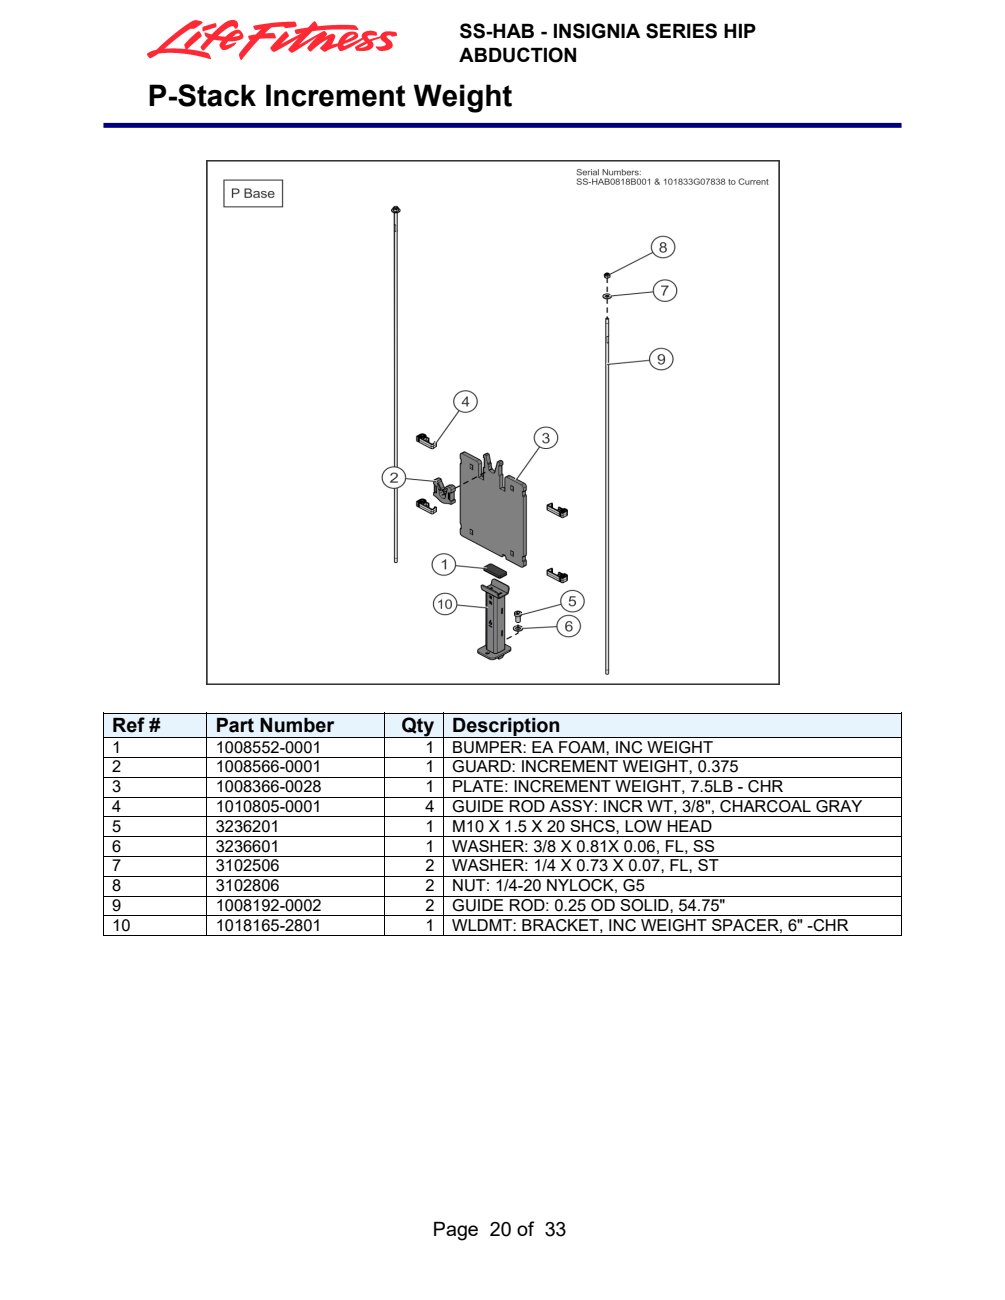 Life Fitness
SS-HAB - INSIGNIA SERIES HIP
ABDUCTION
P-Stack Increment Weight
P Base
Serial Numbers:
SS-HAB0818B001 & 101833G07838 to Current
8
7
9
4
3
2
1
10
5
6
Ref # Part Number Qty Description
1 1008552-0001 1 BUMPER: EA FOAM, INC WEIGHT
2 1008566-0001 1 GUARD: INCREMENT WEIGHT, 0.375
3 1008366-0028 1 PLATE: INCREMENT WEIGHT, 7.5LB - CHR
4 1010805-0001 4 GUIDE ROD ASSY: INCR WT, 3/8", CHARCOAL GRAY
5 3236201 1 M10 X 1.5 X 20 SHCS, LOW HEAD
6 3236601 1 WASHER: 3/8 X 0.81X 0.06, FL, SS
7 3102506 2 WASHER: 1/4 X 0.73 X 0.07, FL, ST
8 3102806 2 NUT: 1/4-20 NYLOCK, G5
9 1008192-0002 2 GUIDE ROD: 0.25 OD SOLID, 54.75"
10 1018165-2801 1 WLDMT: BRACKET, INC WEIGHT SPACER, 6" -CHR
Page 20 of 33